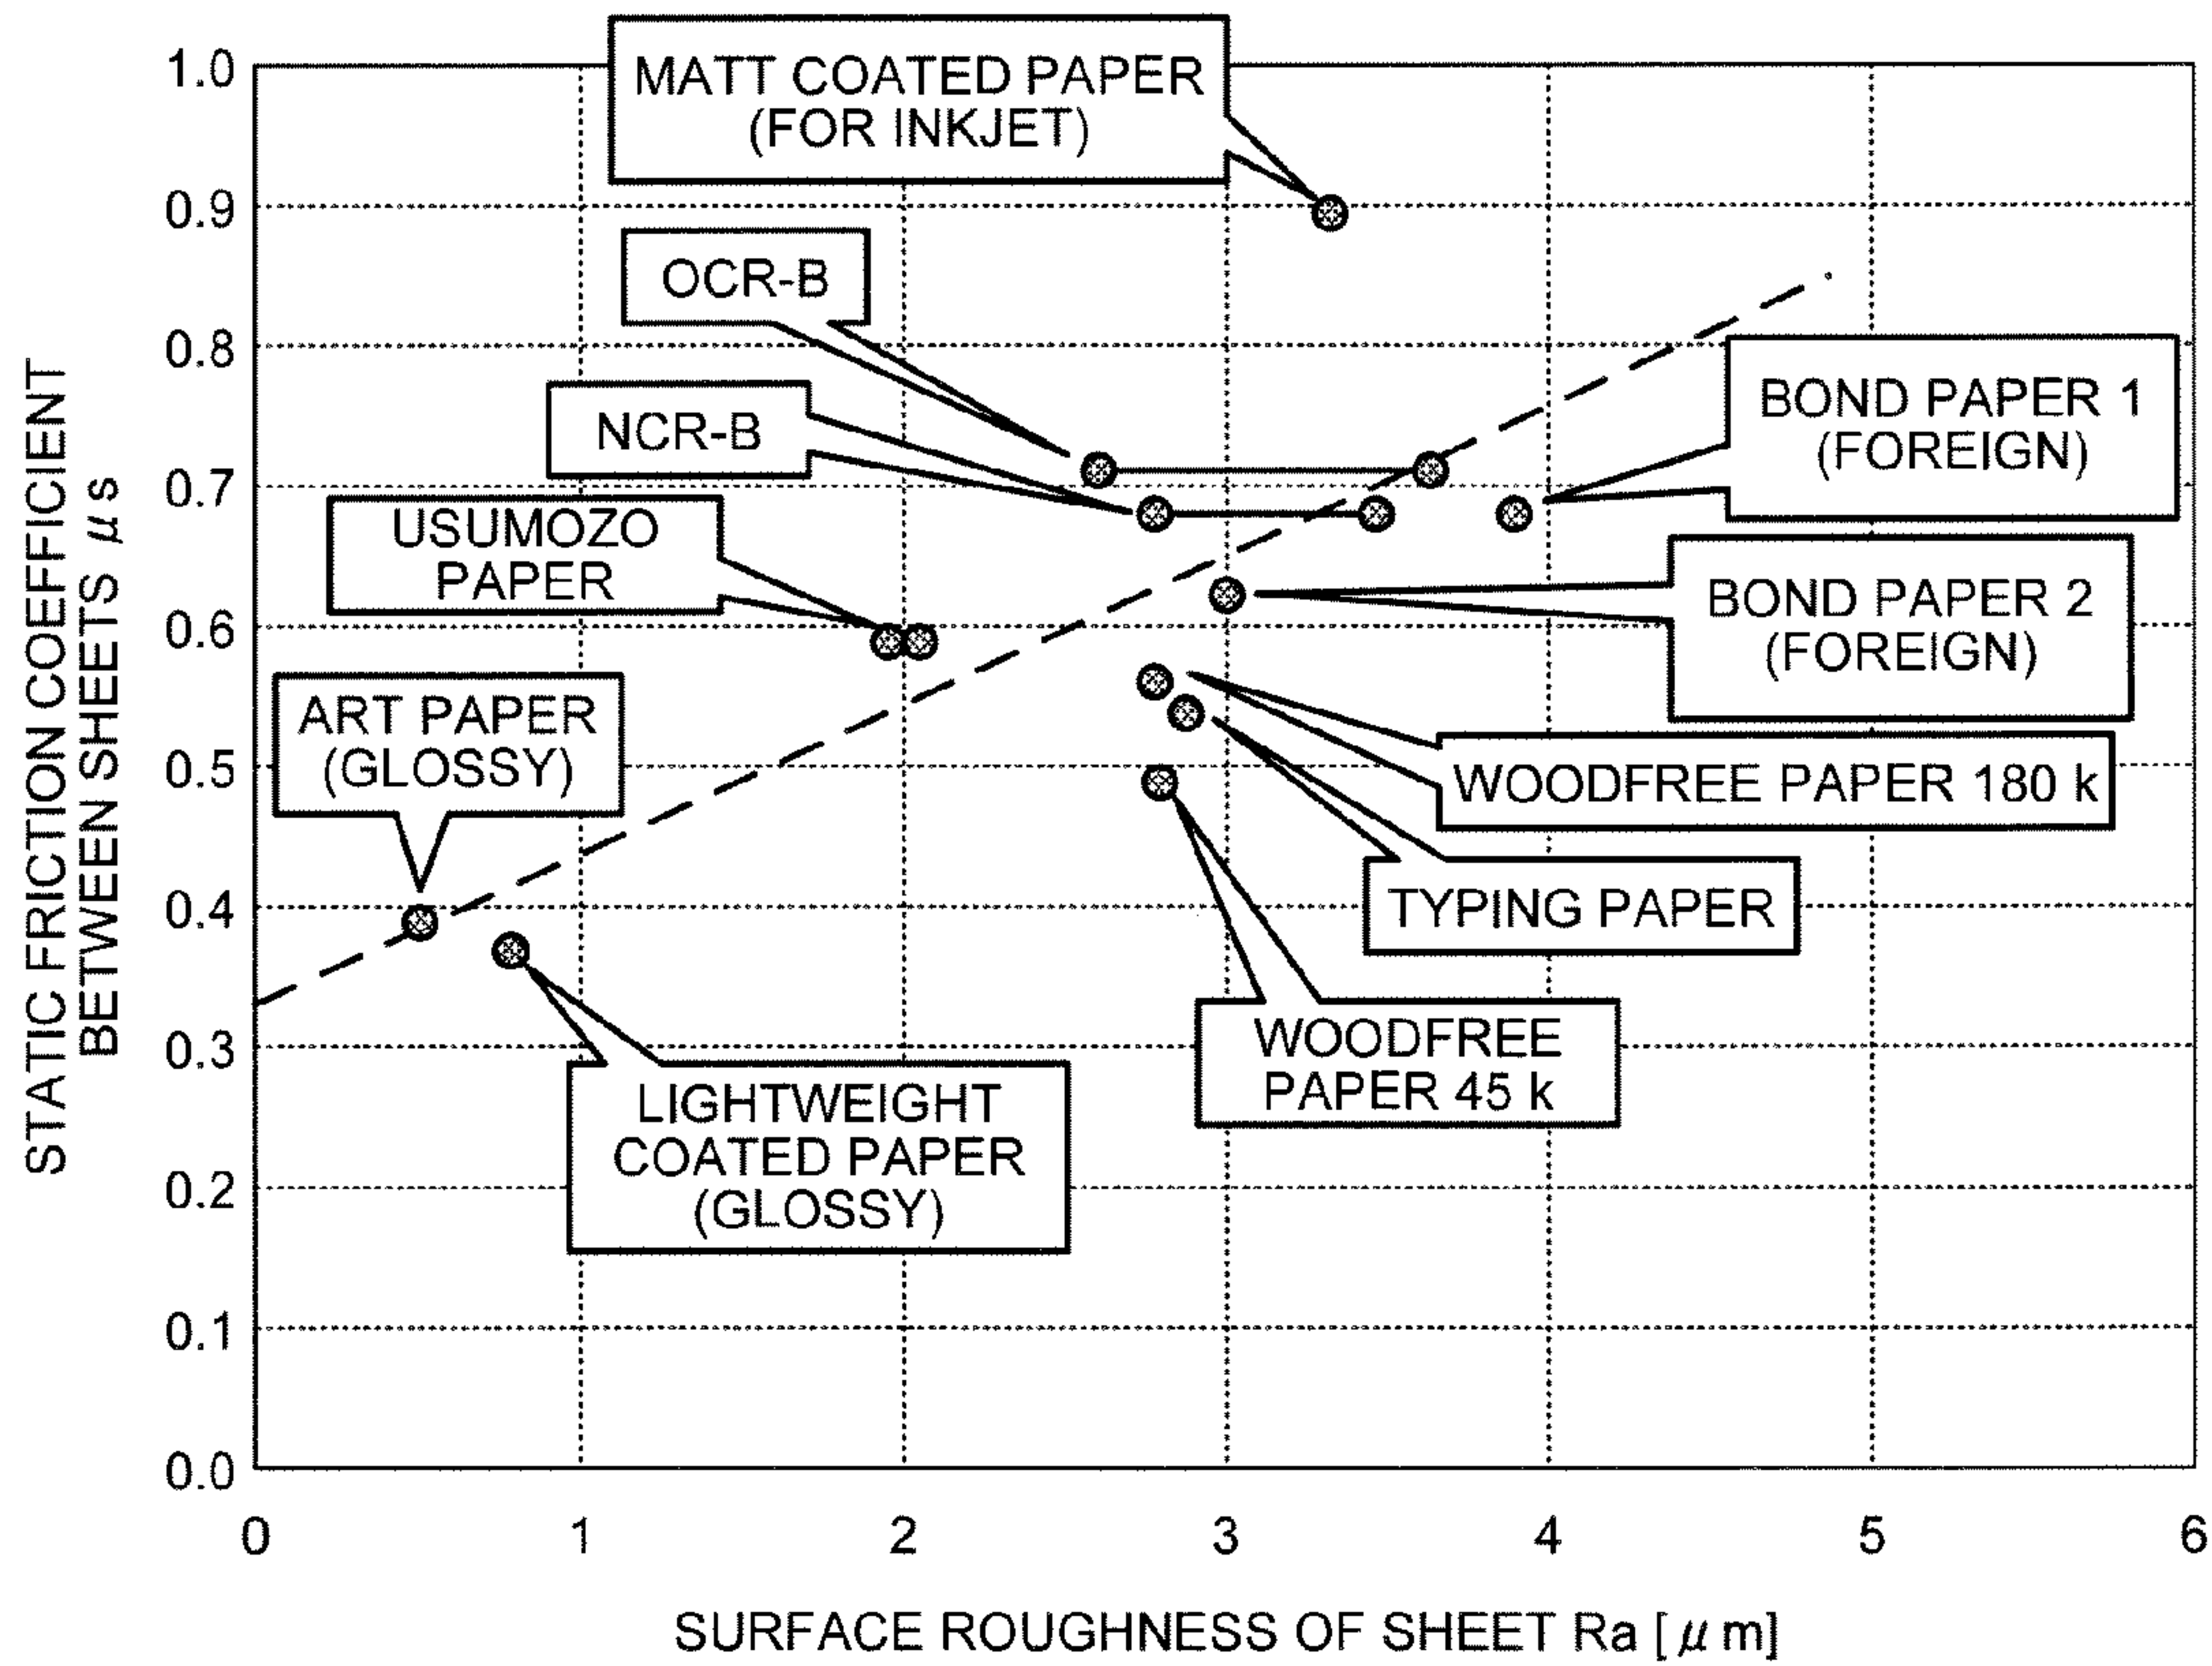 STATIC FRICTION COEFFICIENT
BETWEEN SHEETS μs
1.0
0.9
0.8
0.7
0.6
0.5
0.4
0.3
0.2
0.1
0.0
MATT COATED PAPER
(FOR INKJET)
OCR-B
NCR-B
USUMOZO
PAPER
ART PAPER
(GLOSSY)
LIGHTWEIGHT
COATED PAPER
(GLOSSY)
BOND PAPER 1
(FOREIGN)
BOND PAPER 2
(FOREIGN)
WOODFREE PAPER 180 k
TYPING PAPER
WOODFREE
PAPER 45 k
0 1 2 3 4 5 6
SURFACE ROUGHNESS OF SHEET Ra [μm]